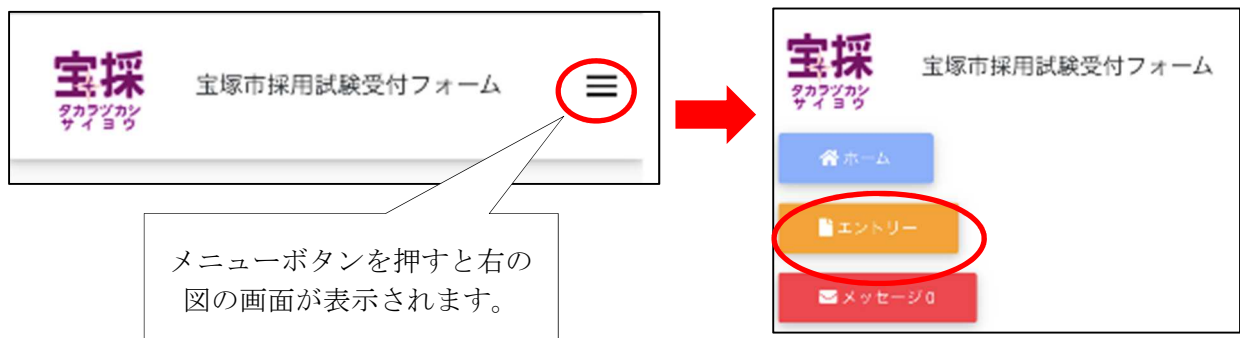 宝採
タカラヅカシ
サイヨウ
宝塚市採用試験受付フォーム
メニューボタンを押すと右の
図の画面が表示されます。
宝採
タカラヅカシ
サイヨウ
宝塚市採用試験受付フォーム
ホーム
エントリー
メッセージ0